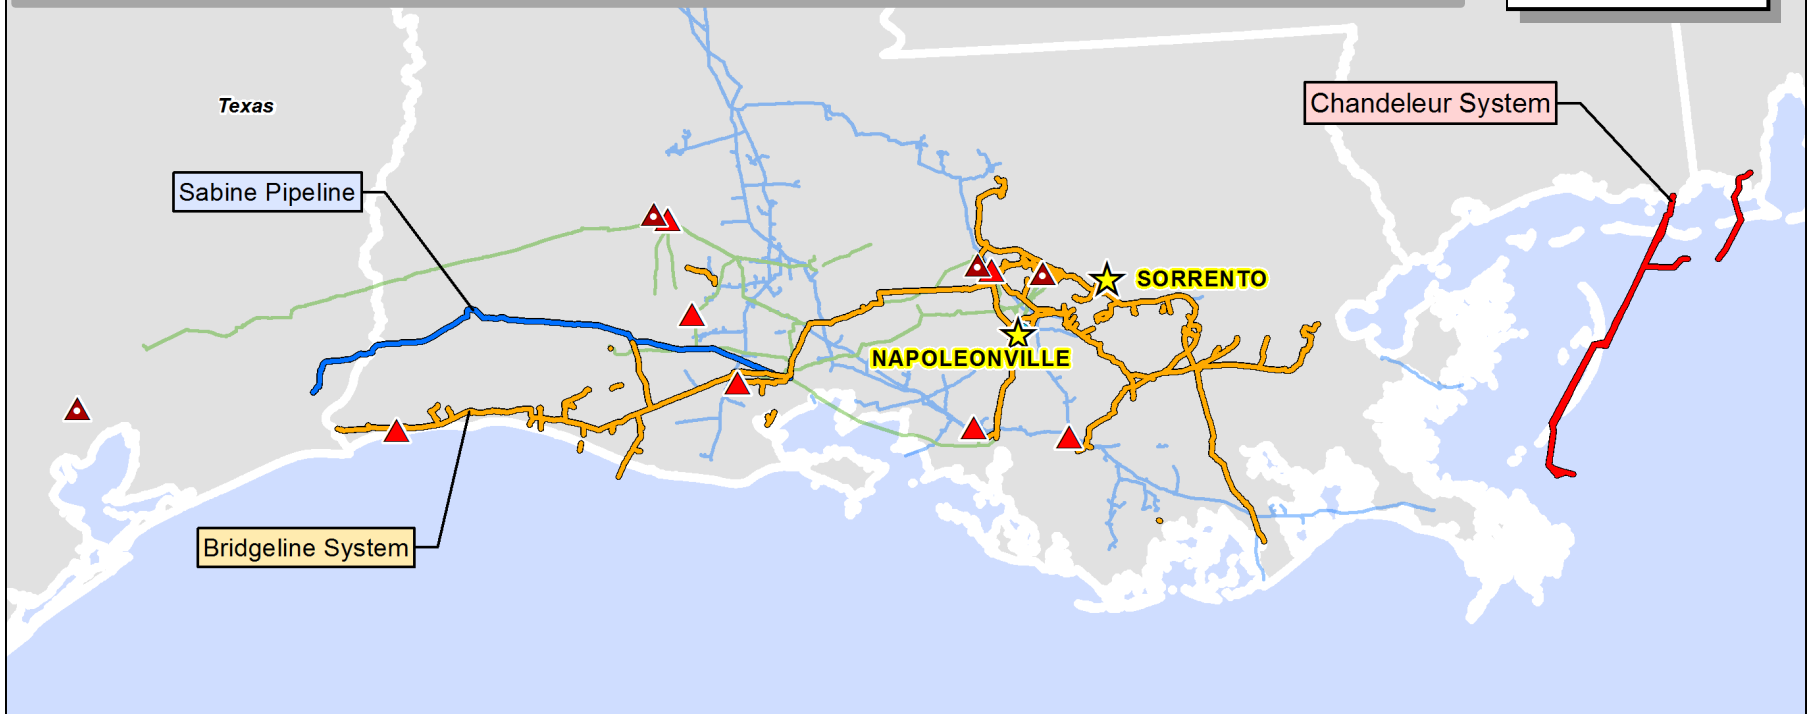 Chandeleur System
Texas
Sabine Pipeline
SORRENTO
NAPOLEONVILLE
Bridgeline System